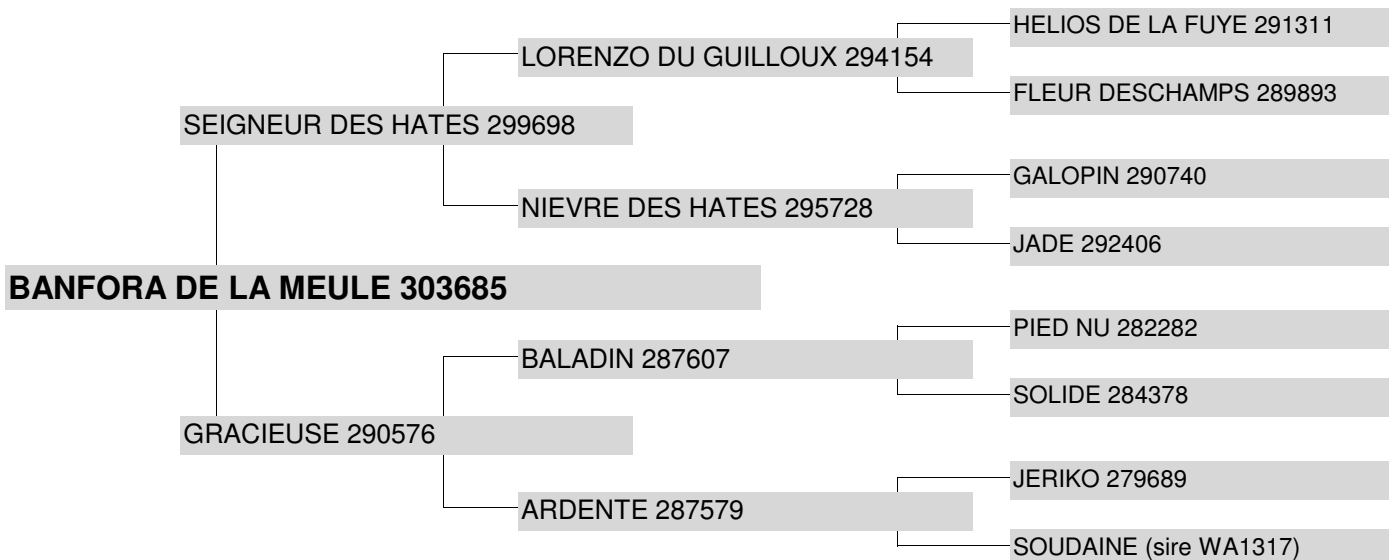 HELIOS DE LA FUYE 291311
LORENZO DU GUILLOUX 294154
FLEUR DESCHAMPS 289893
SEIGNEUR DES HATES 299698
GALOPIN 290740
NIEVRE DES HATES 295728
JADE 292406
BANFORA DE LA MEULE 303685
PIED NU 282282
BALADIN 287607
SOLIDE 284378
GRACIEUSE 290576
JERIKO 279689
ARDENTE 287579
SOUDAINE (sire WA1317)